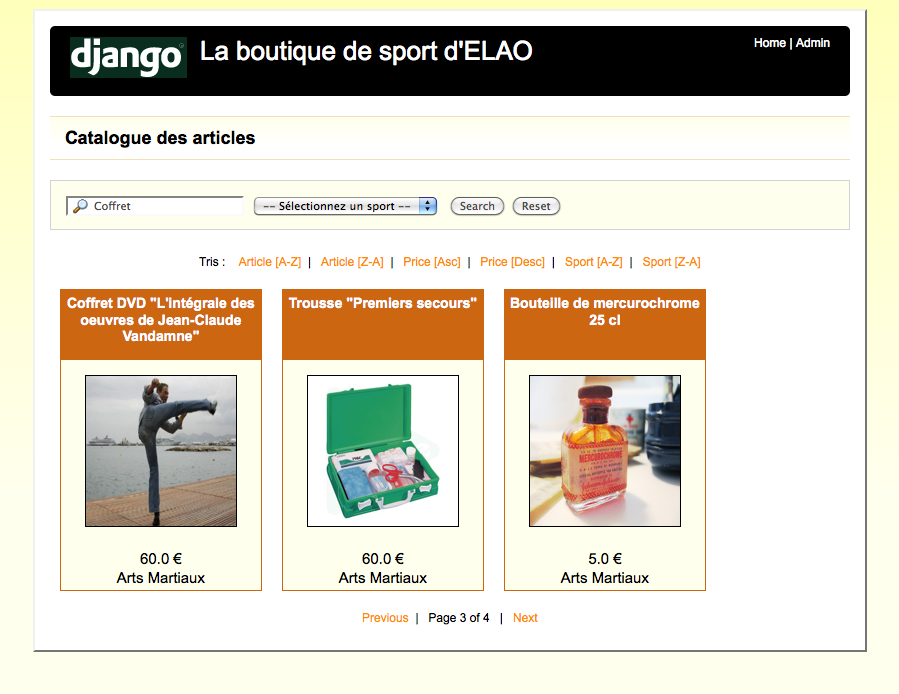 django La boutique de sport d'ELAO
Home | Admin
Catalogue des articles
Coffret
-- Sélectionnez un sport --
Search
Reset
Tris : Article [A-Z] | Article [Z-A] | Price [Asc] | Price [Desc] | Sport [A-Z] | Sport [Z-A]
Coffret DVD "L'intégrale des
oeuvres de Jean-Claude
Vandamne"
60.0 €
Arts Martiaux
Trousse "Premiers secours"
60.0 €
Arts Martiaux
Bouteille de mercurochrome
25 cl
MERCUROCHROME
5.0 €
Arts Martiaux
Previous | Page 3 of 4 | Next